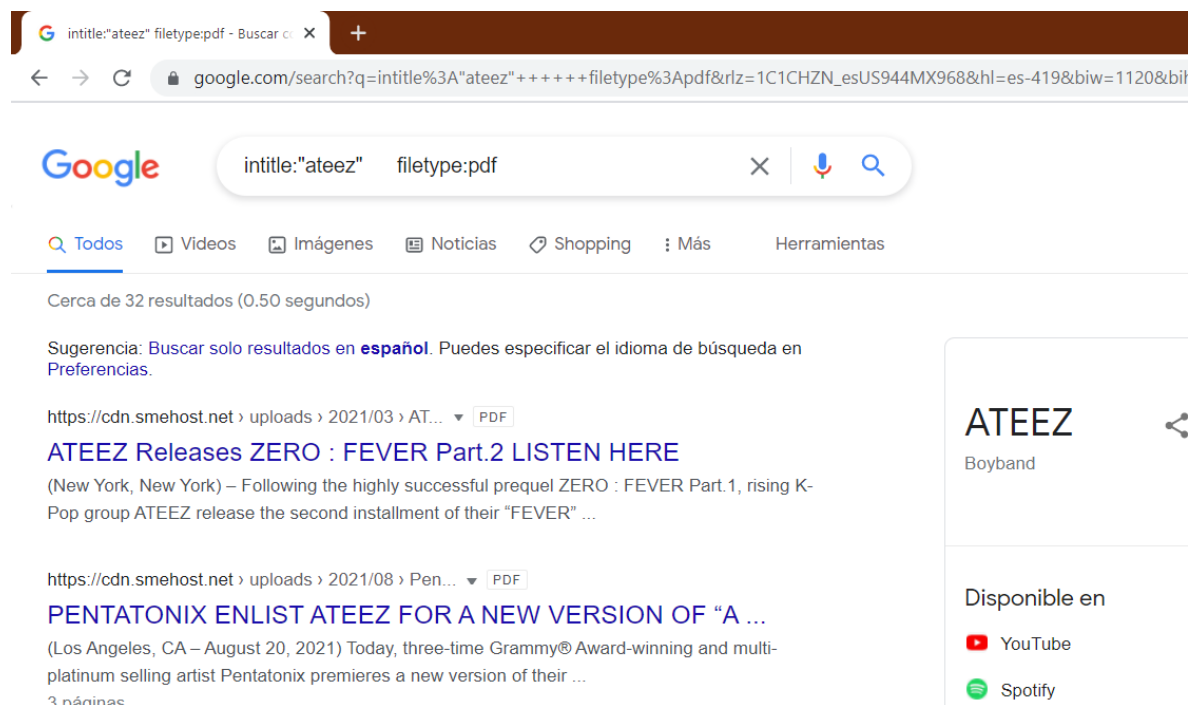 intitle:"ateez" filetype:pdf - Buscar c
google.com/search?q=intitle%3A"ateez"++++++filetype%3Apdf&rlz=1C1CHZN_esUS944MX968&hl=es-419&biw=1120&bih
Google
intitle:"ateez"      filetype:pdf
Todos Videos Imágenes Noticias Shopping Más Herramientas
Cerca de 32 resultados (0.50 segundos)
Sugerencia: Buscar solo resultados en español. Puedes especificar el idioma de búsqueda en
Preferencias.
https://cdn.smehost.net › uploads › 2021/03 › AT... PDF
ATEEZ Releases ZERO : FEVER Part.2 LISTEN HERE
(New York, New York) – Following the highly successful prequel ZERO : FEVER Part.1, rising K-
Pop group ATEEZ release the second installment of their “FEVER” ...
https://cdn.smehost.net › uploads › 2021/08 › Pen... PDF
PENTATONIX ENLIST ATEEZ FOR A NEW VERSION OF “A ...
(Los Angeles, CA – August 20, 2021) Today, three-time Grammy® Award-winning and multi-
platinum selling artist Pentatonix premieres a new version of their ...
3 páginas
ATEEZ
Boyband
Disponible en
YouTube
Spotify